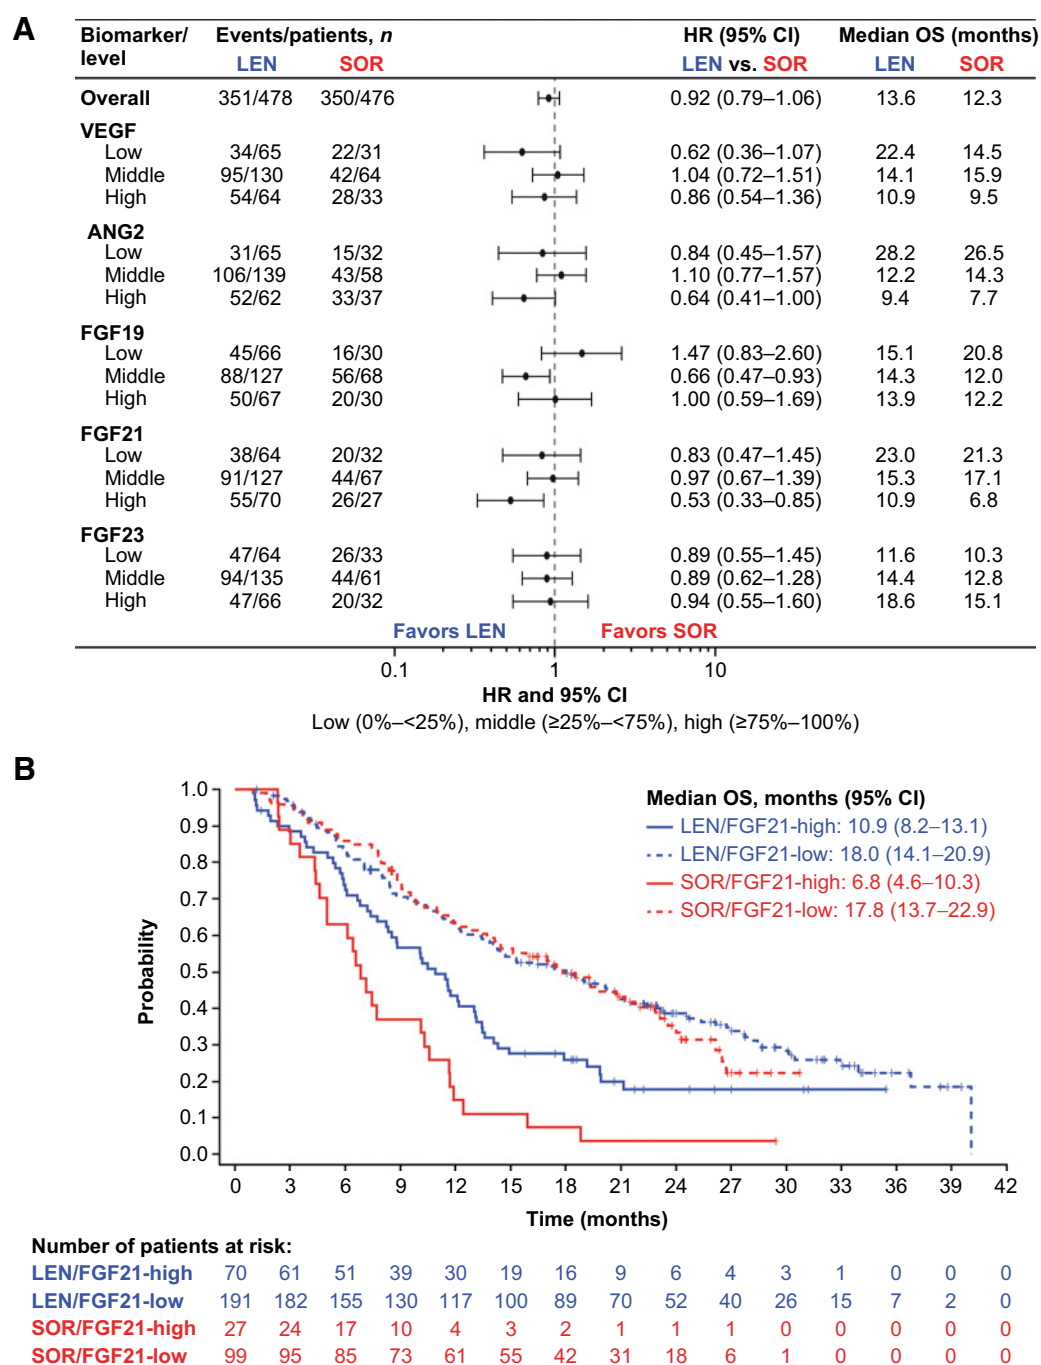 A
Biomarker/ Events/patients, n HR (95% CI) Median OS (months)
level LEN SOR LEN vs. SOR LEN SOR
Overall 351/478 350/476 0.92 (0.79–1.06) 13.6 12.3
VEGF
Low 34/65 22/31 0.62 (0.36–1.07) 22.4 14.5
Middle 95/130 42/64 1.04 (0.72–1.51) 14.1 15.9
High 54/64 28/33 0.86 (0.54–1.36) 10.9 9.5
ANG2
Low 31/65 15/32 0.84 (0.45–1.57) 28.2 26.5
Middle 106/139 43/58 1.10 (0.77–1.57) 12.2 14.3
High 52/62 33/37 0.64 (0.41–1.00) 9.4 7.7
FGF19
Low 45/66 16/30 1.47 (0.83–2.60) 15.1 20.8
Middle 88/127 56/68 0.66 (0.47–0.93) 14.3 12.0
High 50/67 20/30 1.00 (0.59–1.69) 13.9 12.2
FGF21
Low 38/64 20/32 0.83 (0.47–1.45) 23.0 21.3
Middle 91/127 44/67 0.97 (0.67–1.39) 15.3 17.1
High 55/70 26/27 0.53 (0.33–0.85) 10.9 6.8
FGF23
Low 47/64 26/33 0.89 (0.55–1.45) 11.6 10.3
Middle 94/135 44/61 0.89 (0.62–1.28) 14.4 12.8
High 47/66 20/32 0.94 (0.55–1.60) 18.6 15.1
Favors LEN Favors SOR
0.1 1 10
HR and 95% CI
Low (0%–<25%), middle (≥25%–<75%), high (≥75%–100%)
B
Median OS, months (95% CI)
LEN/FGF21-high: 10.9 (8.2–13.1)
LEN/FGF21-low: 18.0 (14.1–20.9)
SOR/FGF21-high: 6.8 (4.6–10.3)
SOR/FGF21-low: 17.8 (13.7–22.9)
Probability
1.0
0.9
0.8
0.7
0.6
0.5
0.4
0.3
0.2
0.1
0.0
0 3 6 9 12 15 18 21 24 27 30 33 36 39 42
Time (months)
Number of patients at risk:
LEN/FGF21-high 70 61 51 39 30 19 16 9 6 4 3 1 0 0 0
LEN/FGF21-low 191 182 155 130 117 100 89 70 52 40 26 15 7 2 0
SOR/FGF21-high 27 24 17 10 4 3 2 1 1 1 0 0 0 0 0
SOR/FGF21-low 99 95 85 73 61 55 42 31 18 6 1 0 0 0 0